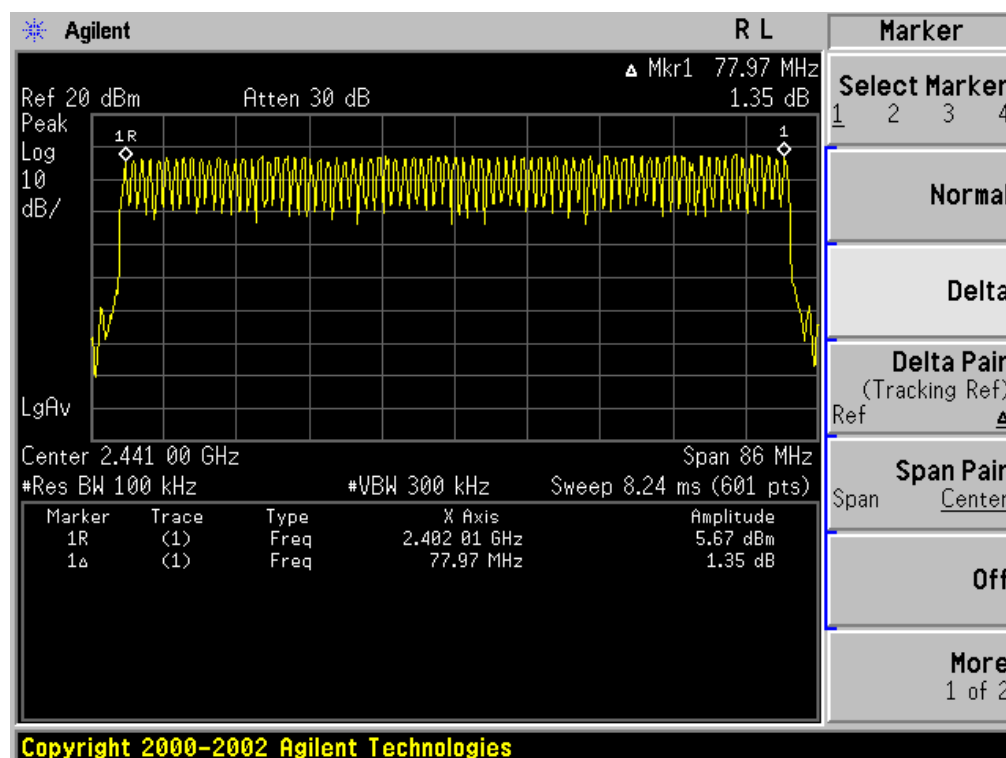 Agilent
R L
Marker
Δ Mkr1 77.97 MHz
Ref 20 dBm Atten 30 dB 1.35 dB
Peak
Log
10
dB/
1R
1
LgAv
Center 2.441 00 GHz Span 86 MHz
#Res BW 100 kHz #VBW 300 kHz Sweep 8.24 ms (601 pts)
Marker Trace Type X Axis Amplitude
1R (1) Freq 2.402 01 GHz 5.67 dBm
1Δ (1) Freq 77.97 MHz 1.35 dB
Select Marker
1 2 3 4
Normal
Delta
Delta Pair
(Tracking Ref)
Ref Δ
Span Pair
Span Center
Off
More
1 of 2
Copyright 2000-2002 Agilent Technologies